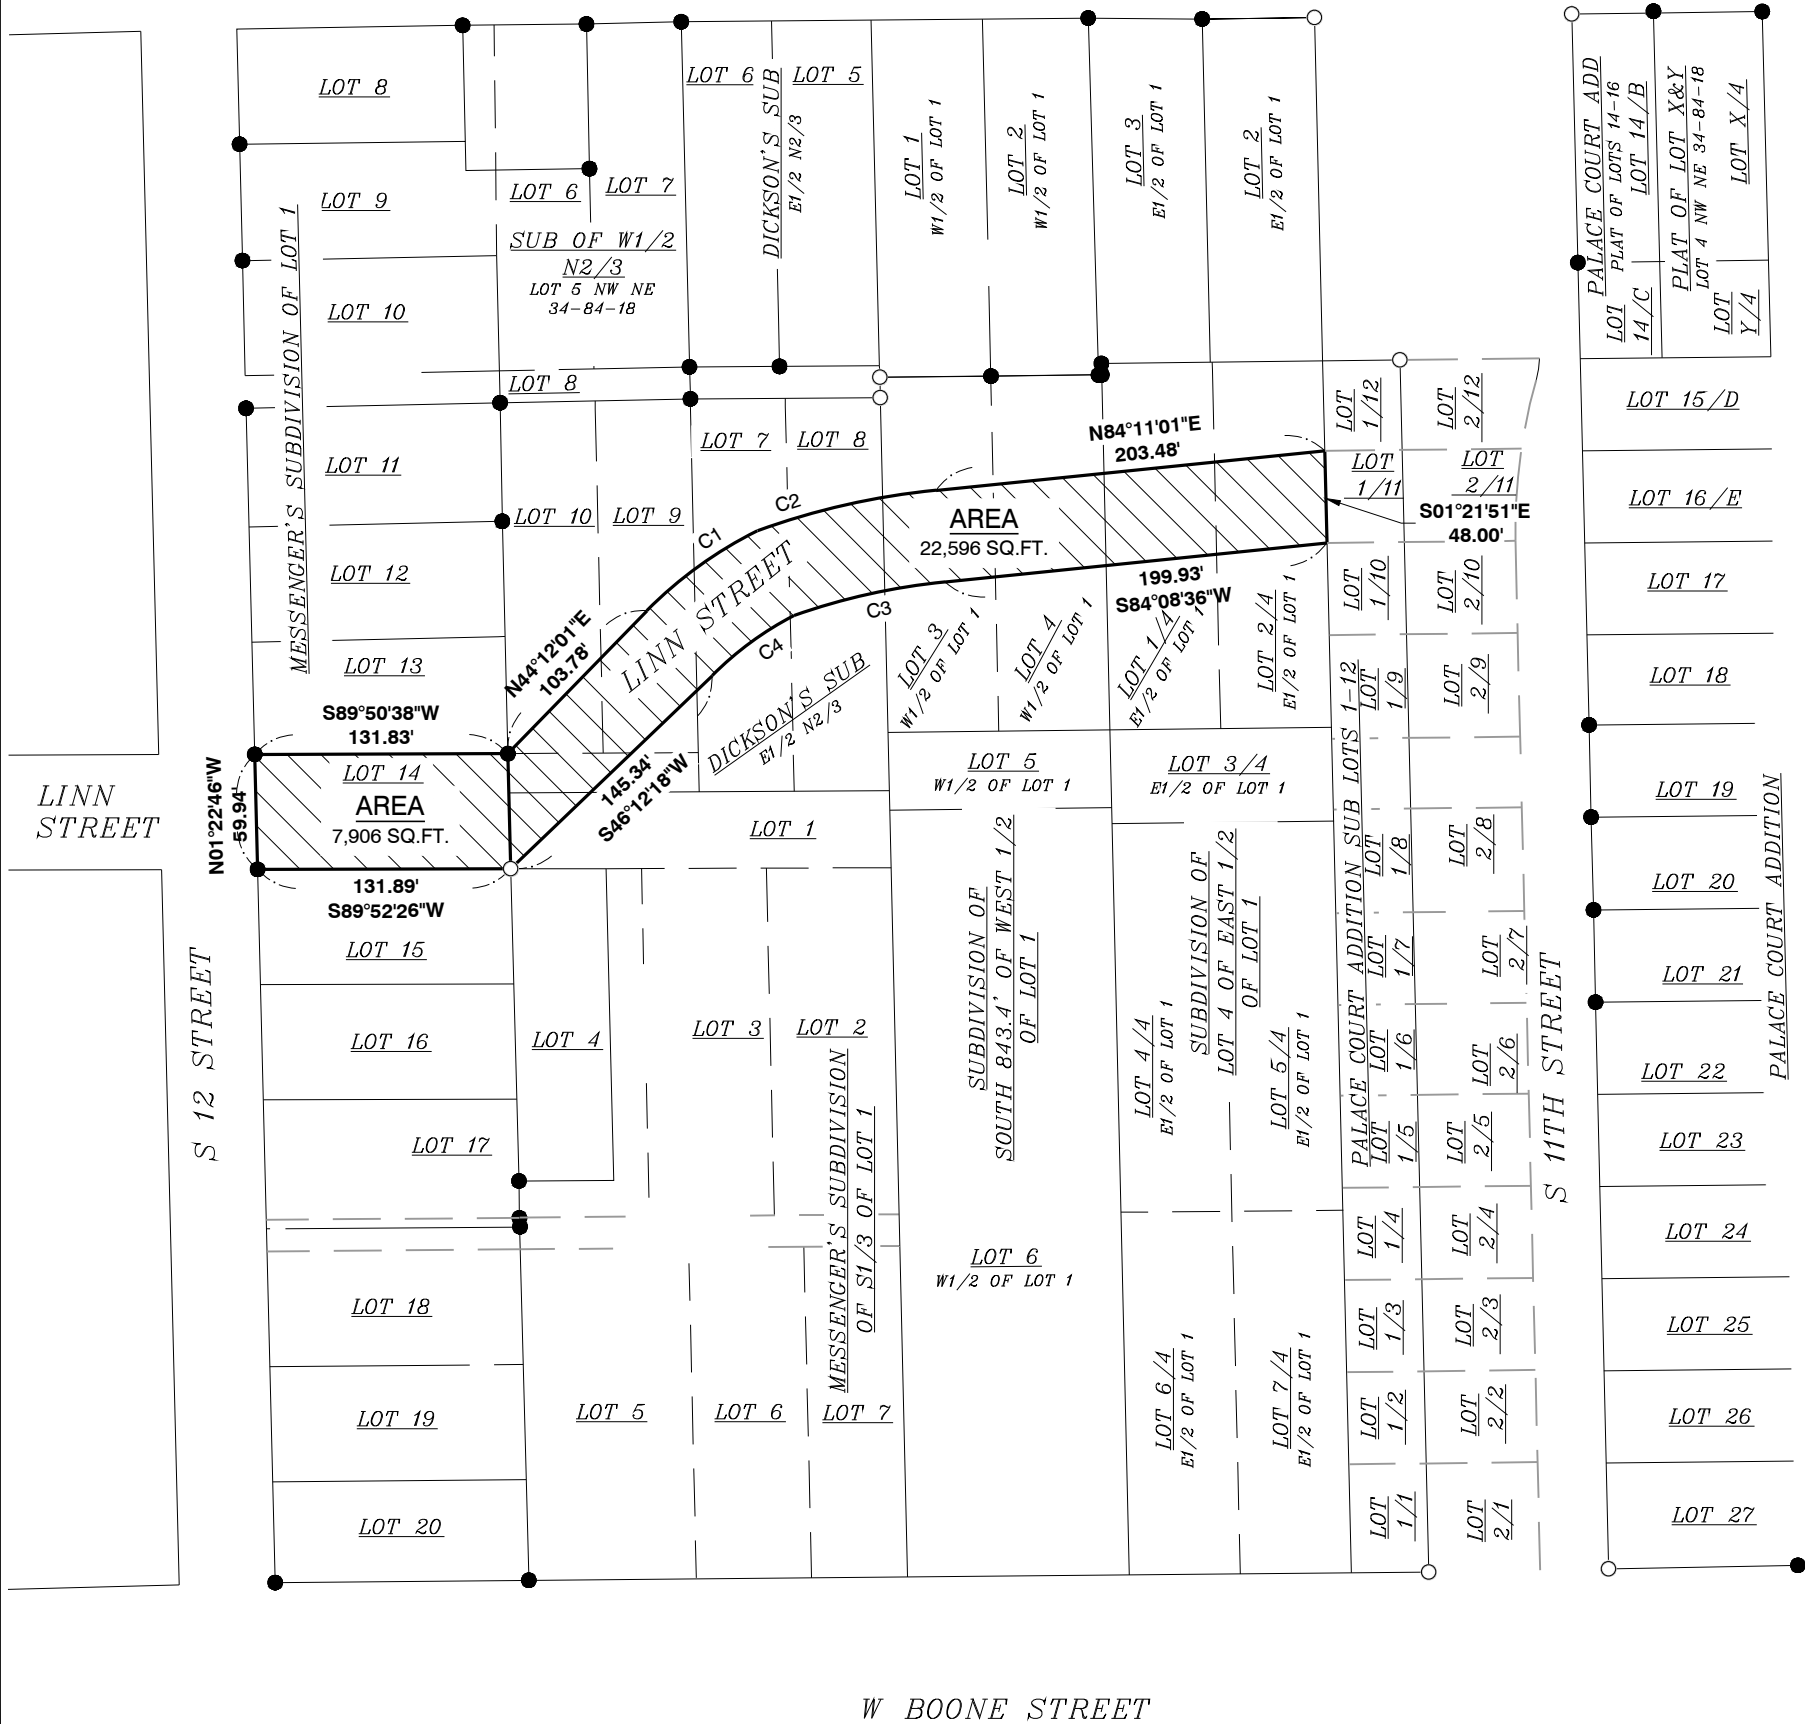 LOT 8
LOT 9
LOT 10
MESSENGER'S SUBDIVISION OF LOT 1
LOT 6
LOT 7
SUB OF W1/2
N2/3
LOT 5 NW NE
34-84-18
LOT 8
LOT 6
LOT 5
DICKSON'S SUB
E1/2 N2/3
LOT 1
W1/2 OF LOT 1
LOT 2
W1/2 OF LOT 1
LOT 3
E1/2 OF LOT 1
LOT 2
E1/2 OF LOT 1
PALACE COURT ADD
PLAT OF LOTS 14-16
LOT 14/B
LOT
14/C
PLAT OF LOT X&Y
LOT 4 NW NE 34-84-18
LOT X/4
LOT
Y/4
LOT 11
LOT 12
LOT 13
LOT 10
LOT 9
LOT 7
LOT 8
C1
C2
C3
C4
LINN STREET
AREA
22,596 SQ.FT.
N84°11'01"E
203.48'
S01°21'51"E
48.00'
199.93'
S84°08'36"W
N44°12'01"E
103.78'
145.34'
S46°12'18"W
DICKSON'S SUB
E1/2 N2/3
LOT 3
W1/2 OF LOT 1
LOT 4
W1/2 OF LOT 1
LOT 1/4
E1/2 OF LOT 1
LOT 2/4
E1/2 OF LOT 1
S89°50'38"W
131.83'
LOT 14
AREA
7,906 SQ.FT.
N01°22'46"W
59.94'
131.89'
S89°52'26"W
LINN
STREET
S 12 STREET
LOT 15
LOT 16
LOT 17
LOT 18
LOT 19
LOT 20
LOT 1
LOT 4
LOT 3
LOT 2
MESSENGER'S SUBDIVISION
OF S1/3 OF LOT 1
LOT 5
LOT 6
LOT 7
LOT 5
W1/2 OF LOT 1
LOT 3/4
E1/2 OF LOT 1
SUBDIVISION OF
SOUTH 843.4' OF WEST 1/2
OF LOT 1
LOT 6
W1/2 OF LOT 1
SUBDIVISION OF
LOT 4 OF EAST 1/2
OF LOT 1
LOT 4/4
E1/2 OF LOT 1
LOT 5/4
E1/2 OF LOT 1
LOT 6/4
E1/2 OF LOT 1
LOT 7/4
E1/2 OF LOT 1
PALACE COURT ADDITION SUB LOTS 1-12
LOT
1/12
LOT
2/12
LOT
1/11
LOT
2/11
LOT
1/10
LOT
2/10
LOT
1/9
LOT
2/9
LOT
1/8
LOT
2/8
LOT
1/7
LOT
2/7
LOT
1/6
LOT
2/6
LOT
1/5
LOT
2/5
LOT
1/4
LOT
2/4
LOT
1/3
LOT
2/3
LOT
1/2
LOT
2/2
LOT
1/1
LOT
2/1
S 11TH STREET
LOT 15/D
LOT 16/E
LOT 17
LOT 18
LOT 19
LOT 20
LOT 21
LOT 22
LOT 23
LOT 24
LOT 25
LOT 26
LOT 27
PALACE COURT ADDITION
W BOONE STREET